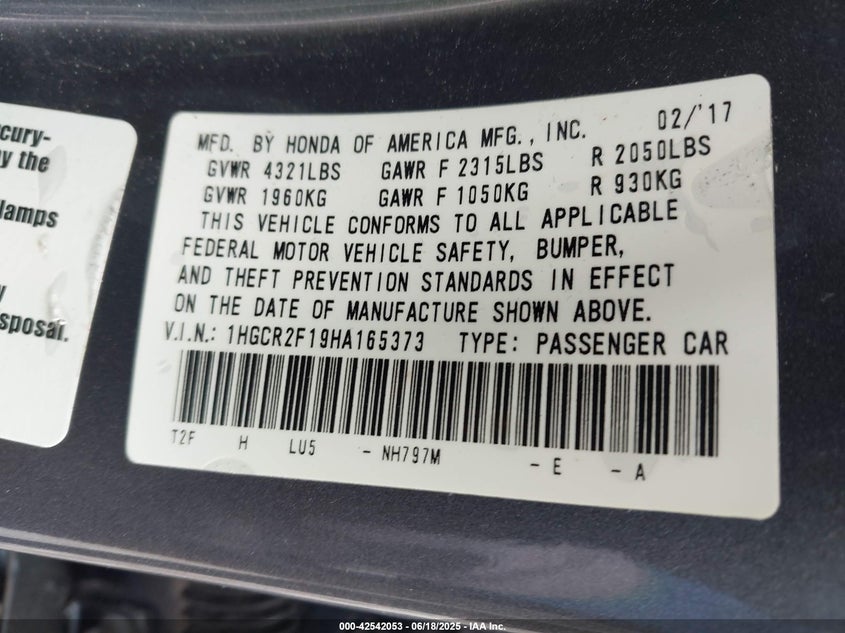 cury-
y the
lamps
y
sposal.
MFD. BY HONDA OF AMERICA MFG., INC. 02/'17
GVWR 4321LBS GAWR F 2315LBS R 2050LBS
GVWR 1960KG GAWR F 1050KG R 930KG
THIS VEHICLE CONFORMS TO ALL APPLICABLE
FEDERAL MOTOR VEHICLE SAFETY, BUMPER,
AND THEFT PREVENTION STANDARDS IN EFFECT
ON THE DATE OF MANUFACTURE SHOWN ABOVE.
V.I.N.: 1HGCR2F19HA165373 TYPE: PASSENGER CAR
T2F H LU5 - NH797M - E - A
000-42542053 - 06/18/2025 - IAA Inc.